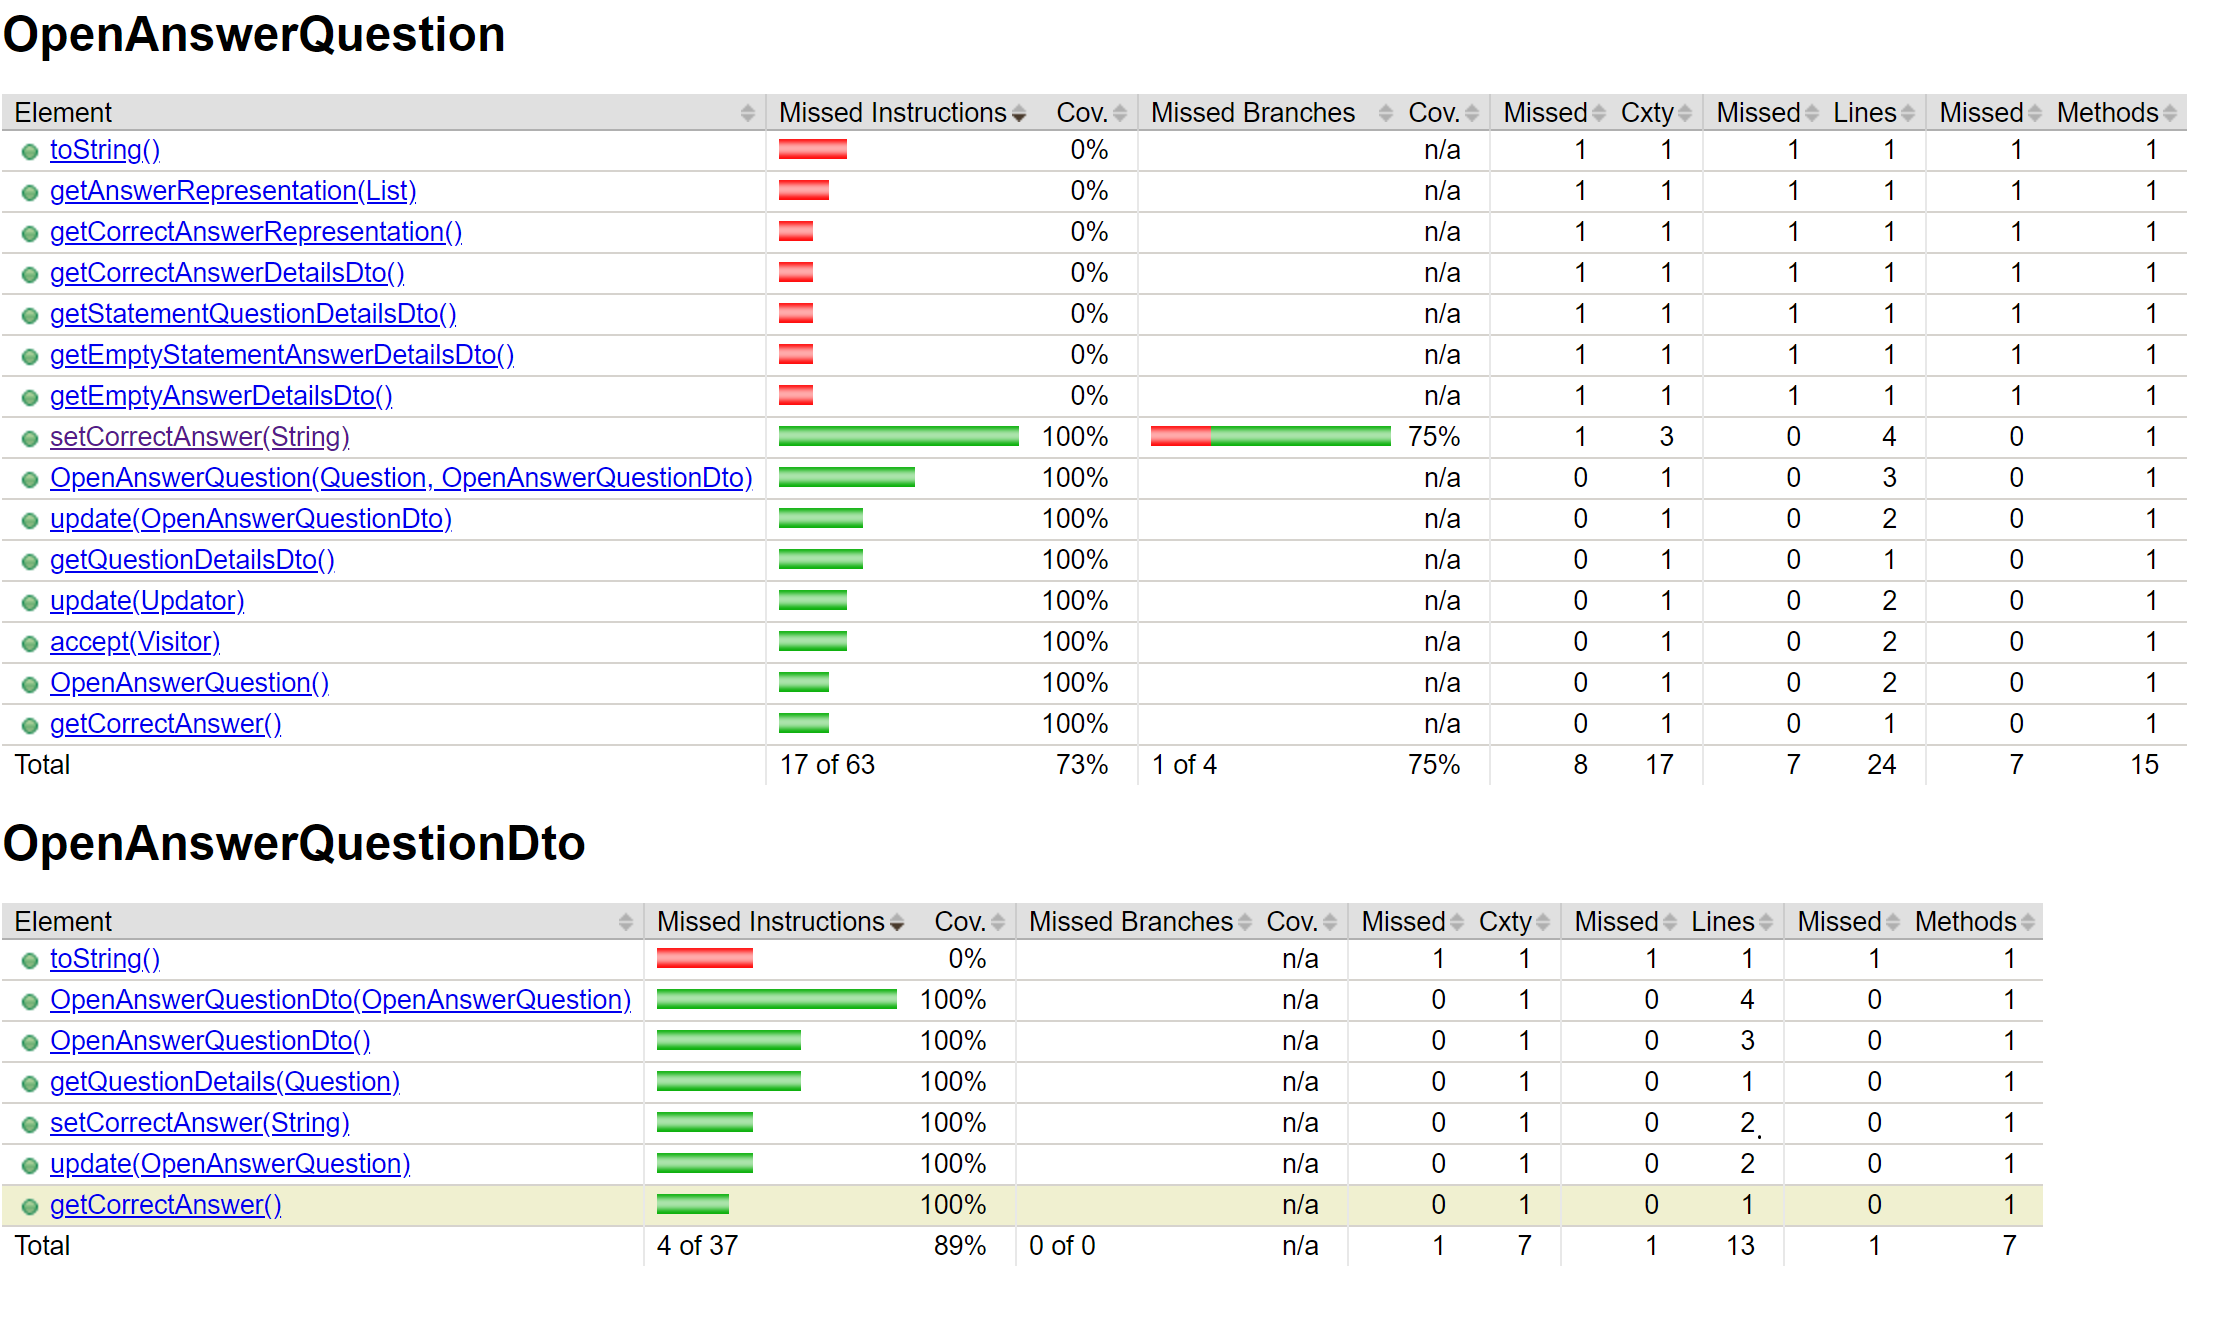 OpenAnswerQuestion
Element Missed Instructions Cov. Missed Branches Cov. Missed Cxty Missed Lines Missed Methods
toString() 0% n/a 1 1 1 1 1 1
getAnswerRepresentation(List) 0% n/a 1 1 1 1 1 1
getCorrectAnswerRepresentation() 0% n/a 1 1 1 1 1 1
getCorrectAnswerDetailsDto() 0% n/a 1 1 1 1 1 1
getStatementQuestionDetailsDto() 0% n/a 1 1 1 1 1 1
getEmptyStatementAnswerDetailsDto() 0% n/a 1 1 1 1 1 1
getEmptyAnswerDetailsDto() 0% n/a 1 1 1 1 1 1
setCorrectAnswer(String) 100% 75% 1 3 0 4 0 1
OpenAnswerQuestion(Question, OpenAnswerQuestionDto) 100% n/a 0 1 0 3 0 1
update(OpenAnswerQuestionDto) 100% n/a 0 1 0 2 0 1
getQuestionDetailsDto() 100% n/a 0 1 0 1 0 1
update(Updator) 100% n/a 0 1 0 2 0 1
accept(Visitor) 100% n/a 0 1 0 2 0 1
OpenAnswerQuestion() 100% n/a 0 1 0 2 0 1
getCorrectAnswer() 100% n/a 0 1 0 1 0 1
Total 17 of 63 73% 1 of 4 75% 8 17 7 24 7 15
OpenAnswerQuestionDto
Element Missed Instructions Cov. Missed Branches Cov. Missed Cxty Missed Lines Missed Methods
toString() 0% n/a 1 1 1 1 1 1
OpenAnswerQuestionDto(OpenAnswerQuestion) 100% n/a 0 1 0 4 0 1
OpenAnswerQuestionDto() 100% n/a 0 1 0 3 0 1
getQuestionDetails(Question) 100% n/a 0 1 0 1 0 1
setCorrectAnswer(String) 100% n/a 0 1 0 2 0 1
update(OpenAnswerQuestion) 100% n/a 0 1 0 2 0 1
getCorrectAnswer() 100% n/a 0 1 0 1 0 1
Total 4 of 37 89% 0 of 0 n/a 1 7 1 13 1 7